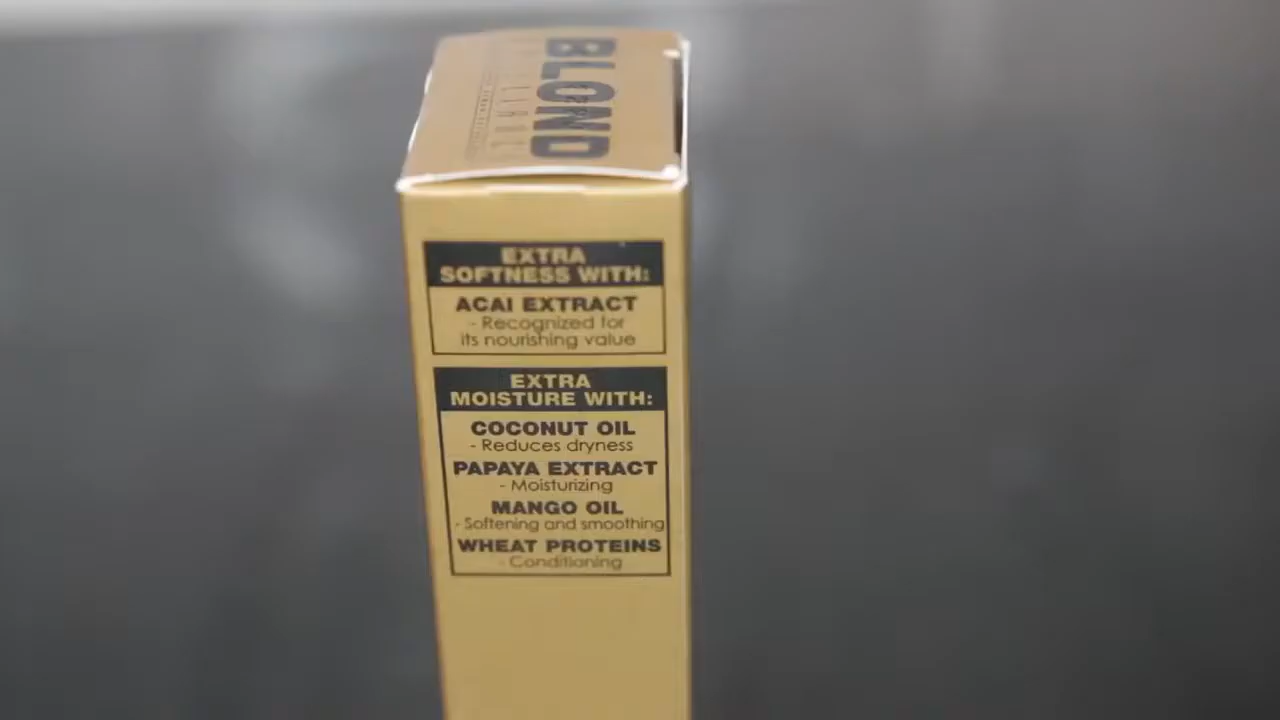 BLOND
EXTRA
SOFTNESS WITH:
ACAI EXTRACT
- Recognized for
its nourishing value
EXTRA
MOISTURE WITH:
COCONUT OIL
- Reduces dryness
PAPAYA EXTRACT
- Moisturizing
MANGO OIL
- Softening and smoothing
WHEAT PROTEINS
- Conditioning